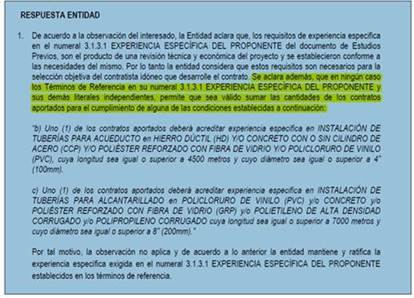 RESPUESTA ENTIDAD
1. De acuerdo a la observación del interesado, la Entidad aclara que, los requisitos de experiencia especifica
en el numeral 3.1.3.1 EXPERIENCIA ESPECÍFICA DEL PROPONENTE del documento de Estudios
Previos, son el producto de una revisión técnica y económica del proyecto y se establecieron conforme a
las necesidades del mismo. Por lo tanto la entidad considera que estos requisitos son necesarios para la
selección objetiva del contratista idóneo que desarrolle el contrato. Se aclara además, que en ningún caso
los Términos de Referencia en su numeral 3.1.3.1 EXPERIENCIA ESPECÍFICA DEL PROPONENTE y
sus demás literales independientes, permite que sea válido sumar las cantidades de los contratos
aportados para el cumplimiento de alguna de las condiciones establecidas a continuación:
"b) Uno (1) de los contratos aportados deberá acreditar experiencia especifica en INSTALACIÓN DE
TUBERÍAS PARA ACUEDUCTO en HIERRO DÚCTIL (HD) Y/O CONCRETO CON O SIN CILINDRO DE
ACERO (CCP) Y/O POLIÉSTER REFORZADO CON FIBRA DE VIDRIO Y/O POLICLORURO DE VINILO
(PVC), cuya longitud sea igual o superior a 4500 metros y cuyo diámetro sea igual o superior a 4"
(100mm).
c) Uno (1) de los contratos aportados deberá acreditar experiencia especifica en INSTALACIÓN DE
TUBERÍAS PARA ALCANTARILLADO en POLICLORURO DE VINILO (PVC) y/o CONCRETO y/o
POLIÉSTER REFORZADO CON FIBRA DE VIDRIO (GRP) y/o POLIETILENO DE ALTA DENSIDAD
CORRUGADO y/o POLIPROPILENO CORRUGADO cuya longitud sea igual o superior a 7000 metros y
cuyo diámetro sea igual o superior a 8" (200mm)."
Por tal motivo, la observación no aplica y de acuerdo a lo anterior la entidad mantiene y ratifica la
experiencia especifica exigida en el numeral 3.1.3.1 EXPERIENCIA ESPECÍFICA DEL PROPONENTE
establecidos en los términos de referencia.